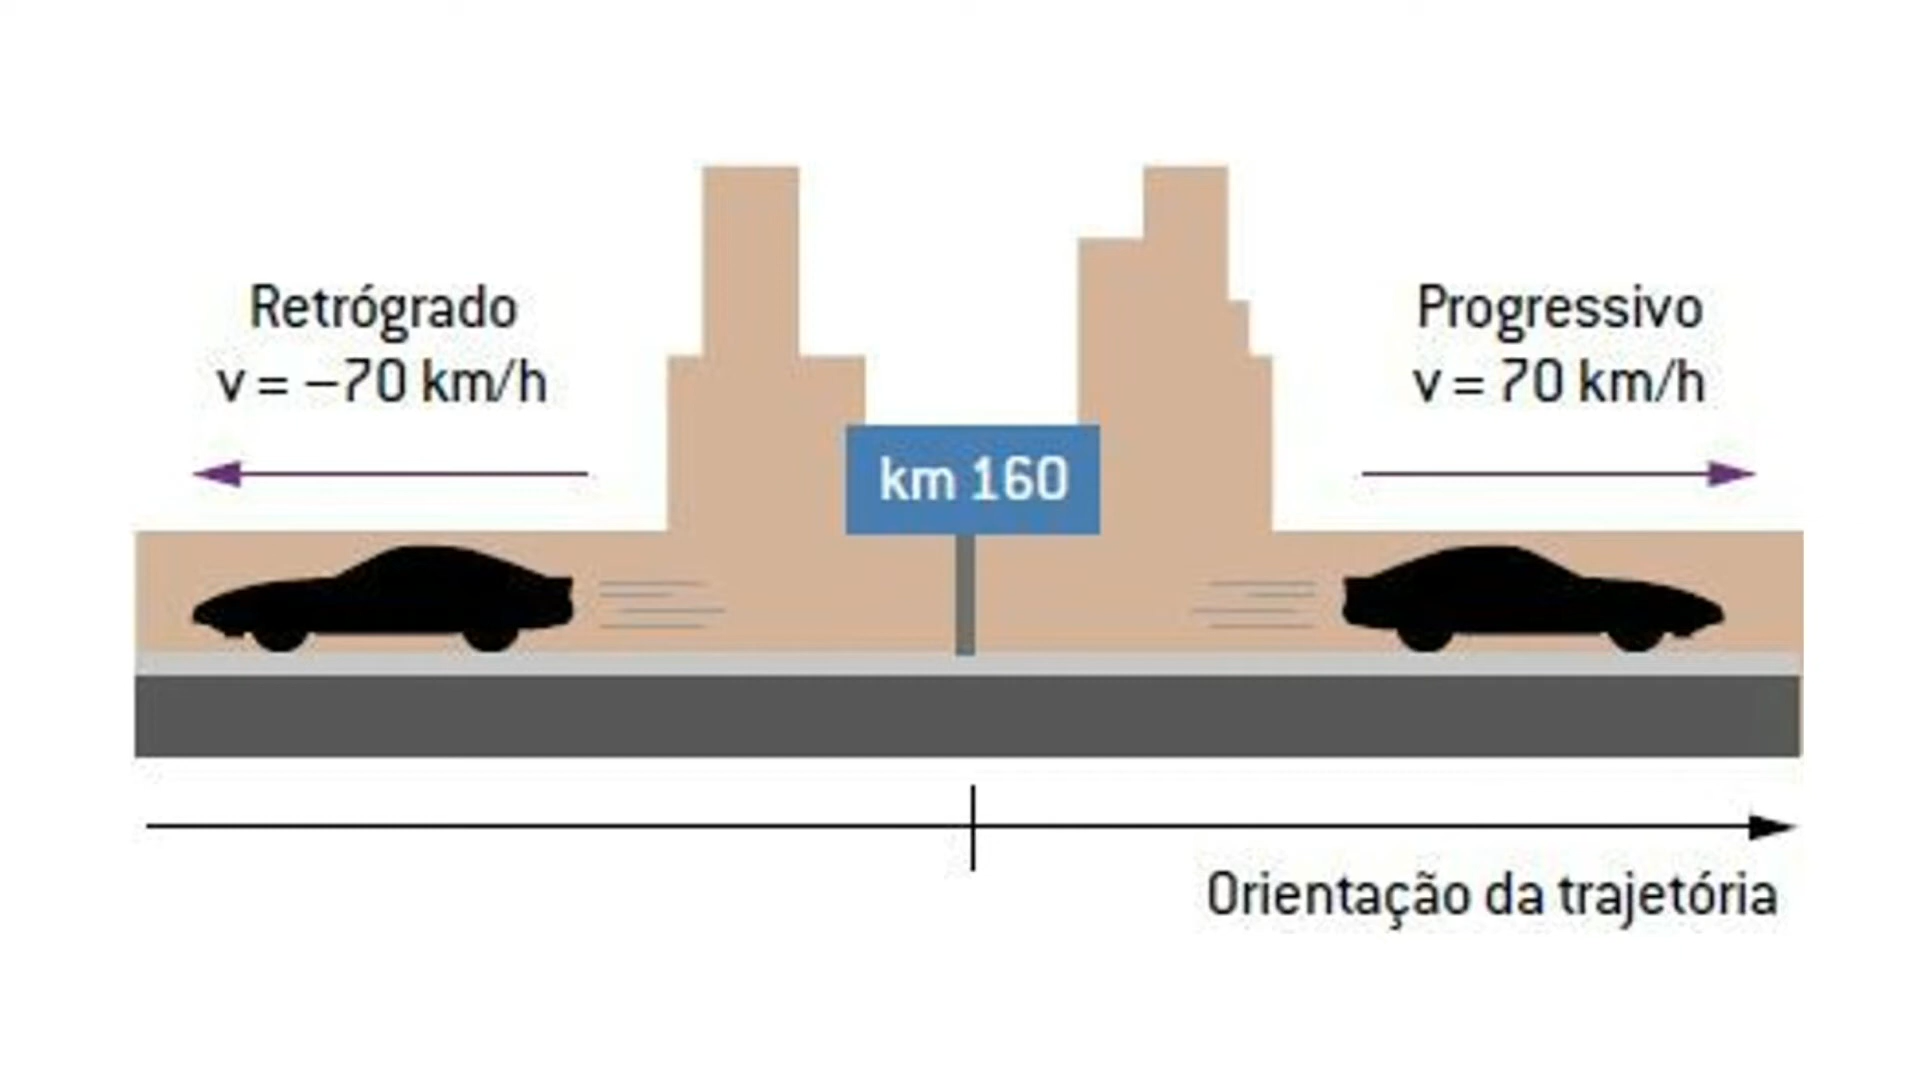 Retrógrado
v = –70 km/h
Progressivo
v = 70 km/h
km 160
Orientação da trajetória